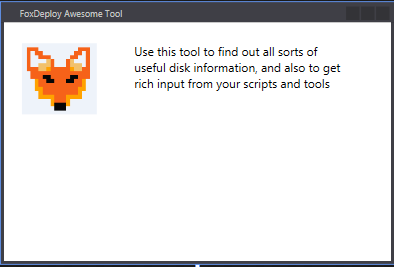 FoxDeploy Awesome Tool
Use this tool to find out all sorts of
useful disk information, and also to get
rich input from your scripts and tools